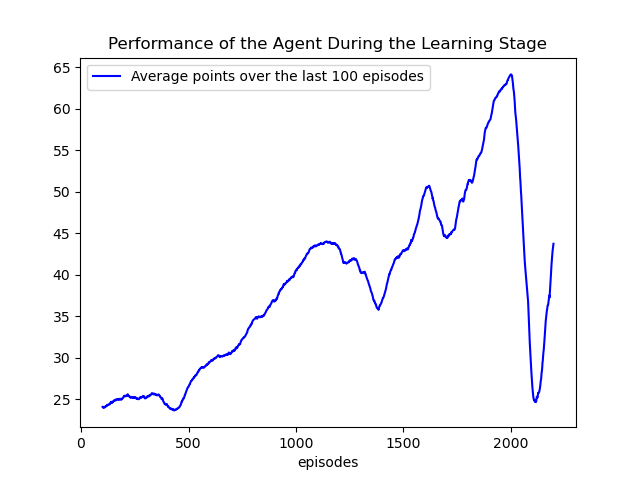 Performance of the Agent During the Learning Stage
Average points over the last 100 episodes
65
60
55
50
45
40
35
30
25
0 500 1000 1500 2000
episodes